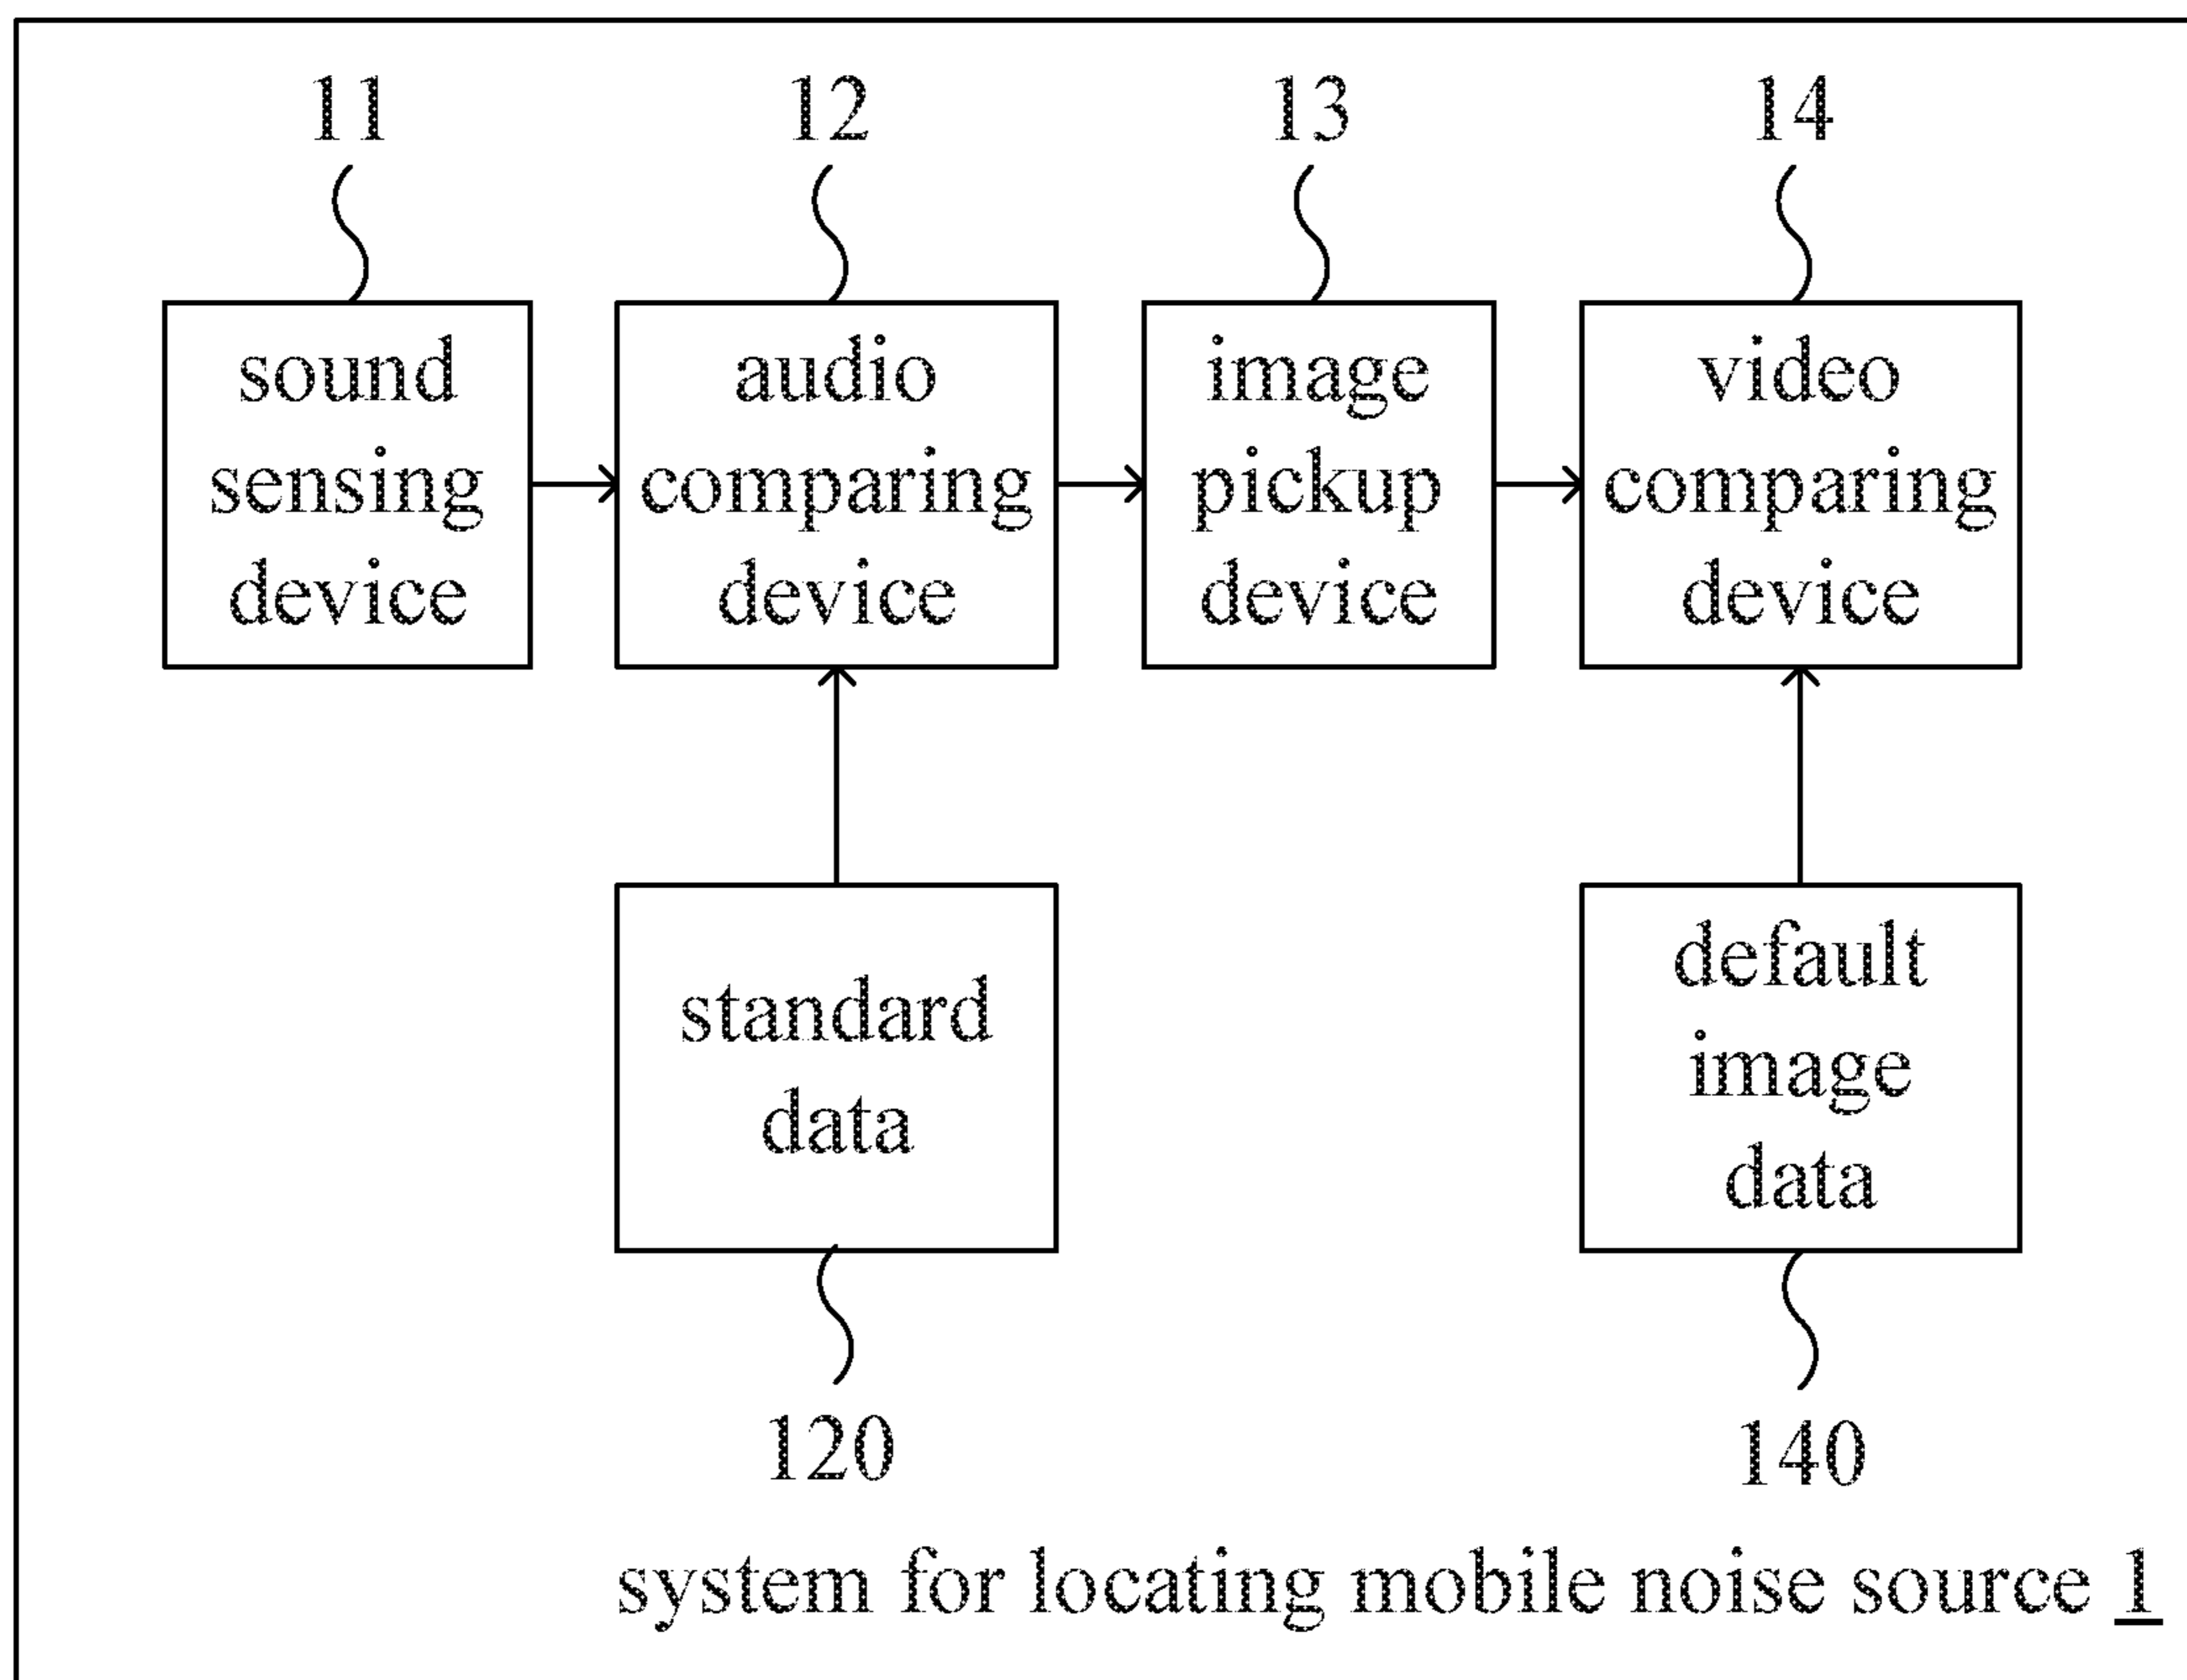 11
12
13
14
sound
sensing
device
audio
comparing
device
image
pickup
device
video
comparing
device
standard
data
default
image
data
120
140
system for locating mobile noise source 1